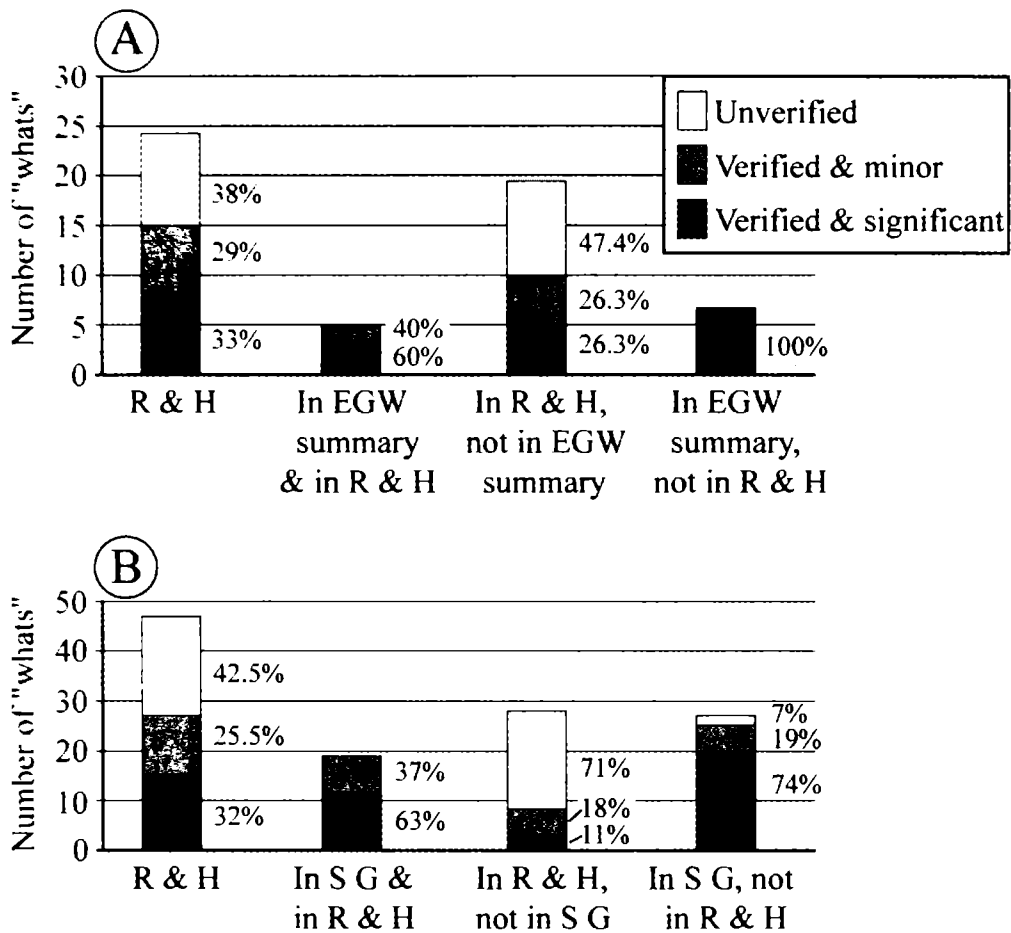 A
Number of "whats"
30
25
20
15
10
5
0
38%
29%
33%
40%
60%
47.4%
26.3%
26.3%
100%
Unverified
Verified & minor
Verified & significant
R & H
In EGW
summary
& in R & H
In R & H,
not in EGW
summary
In EGW
summary,
not in R & H
B
Number of "whats"
50
40
30
20
10
0
42.5%
25.5%
32%
37%
63%
71%
18%
11%
7%
19%
74%
R & H
In S G &
in R & H
In R & H,
not in S G
In S G, not
in R & H